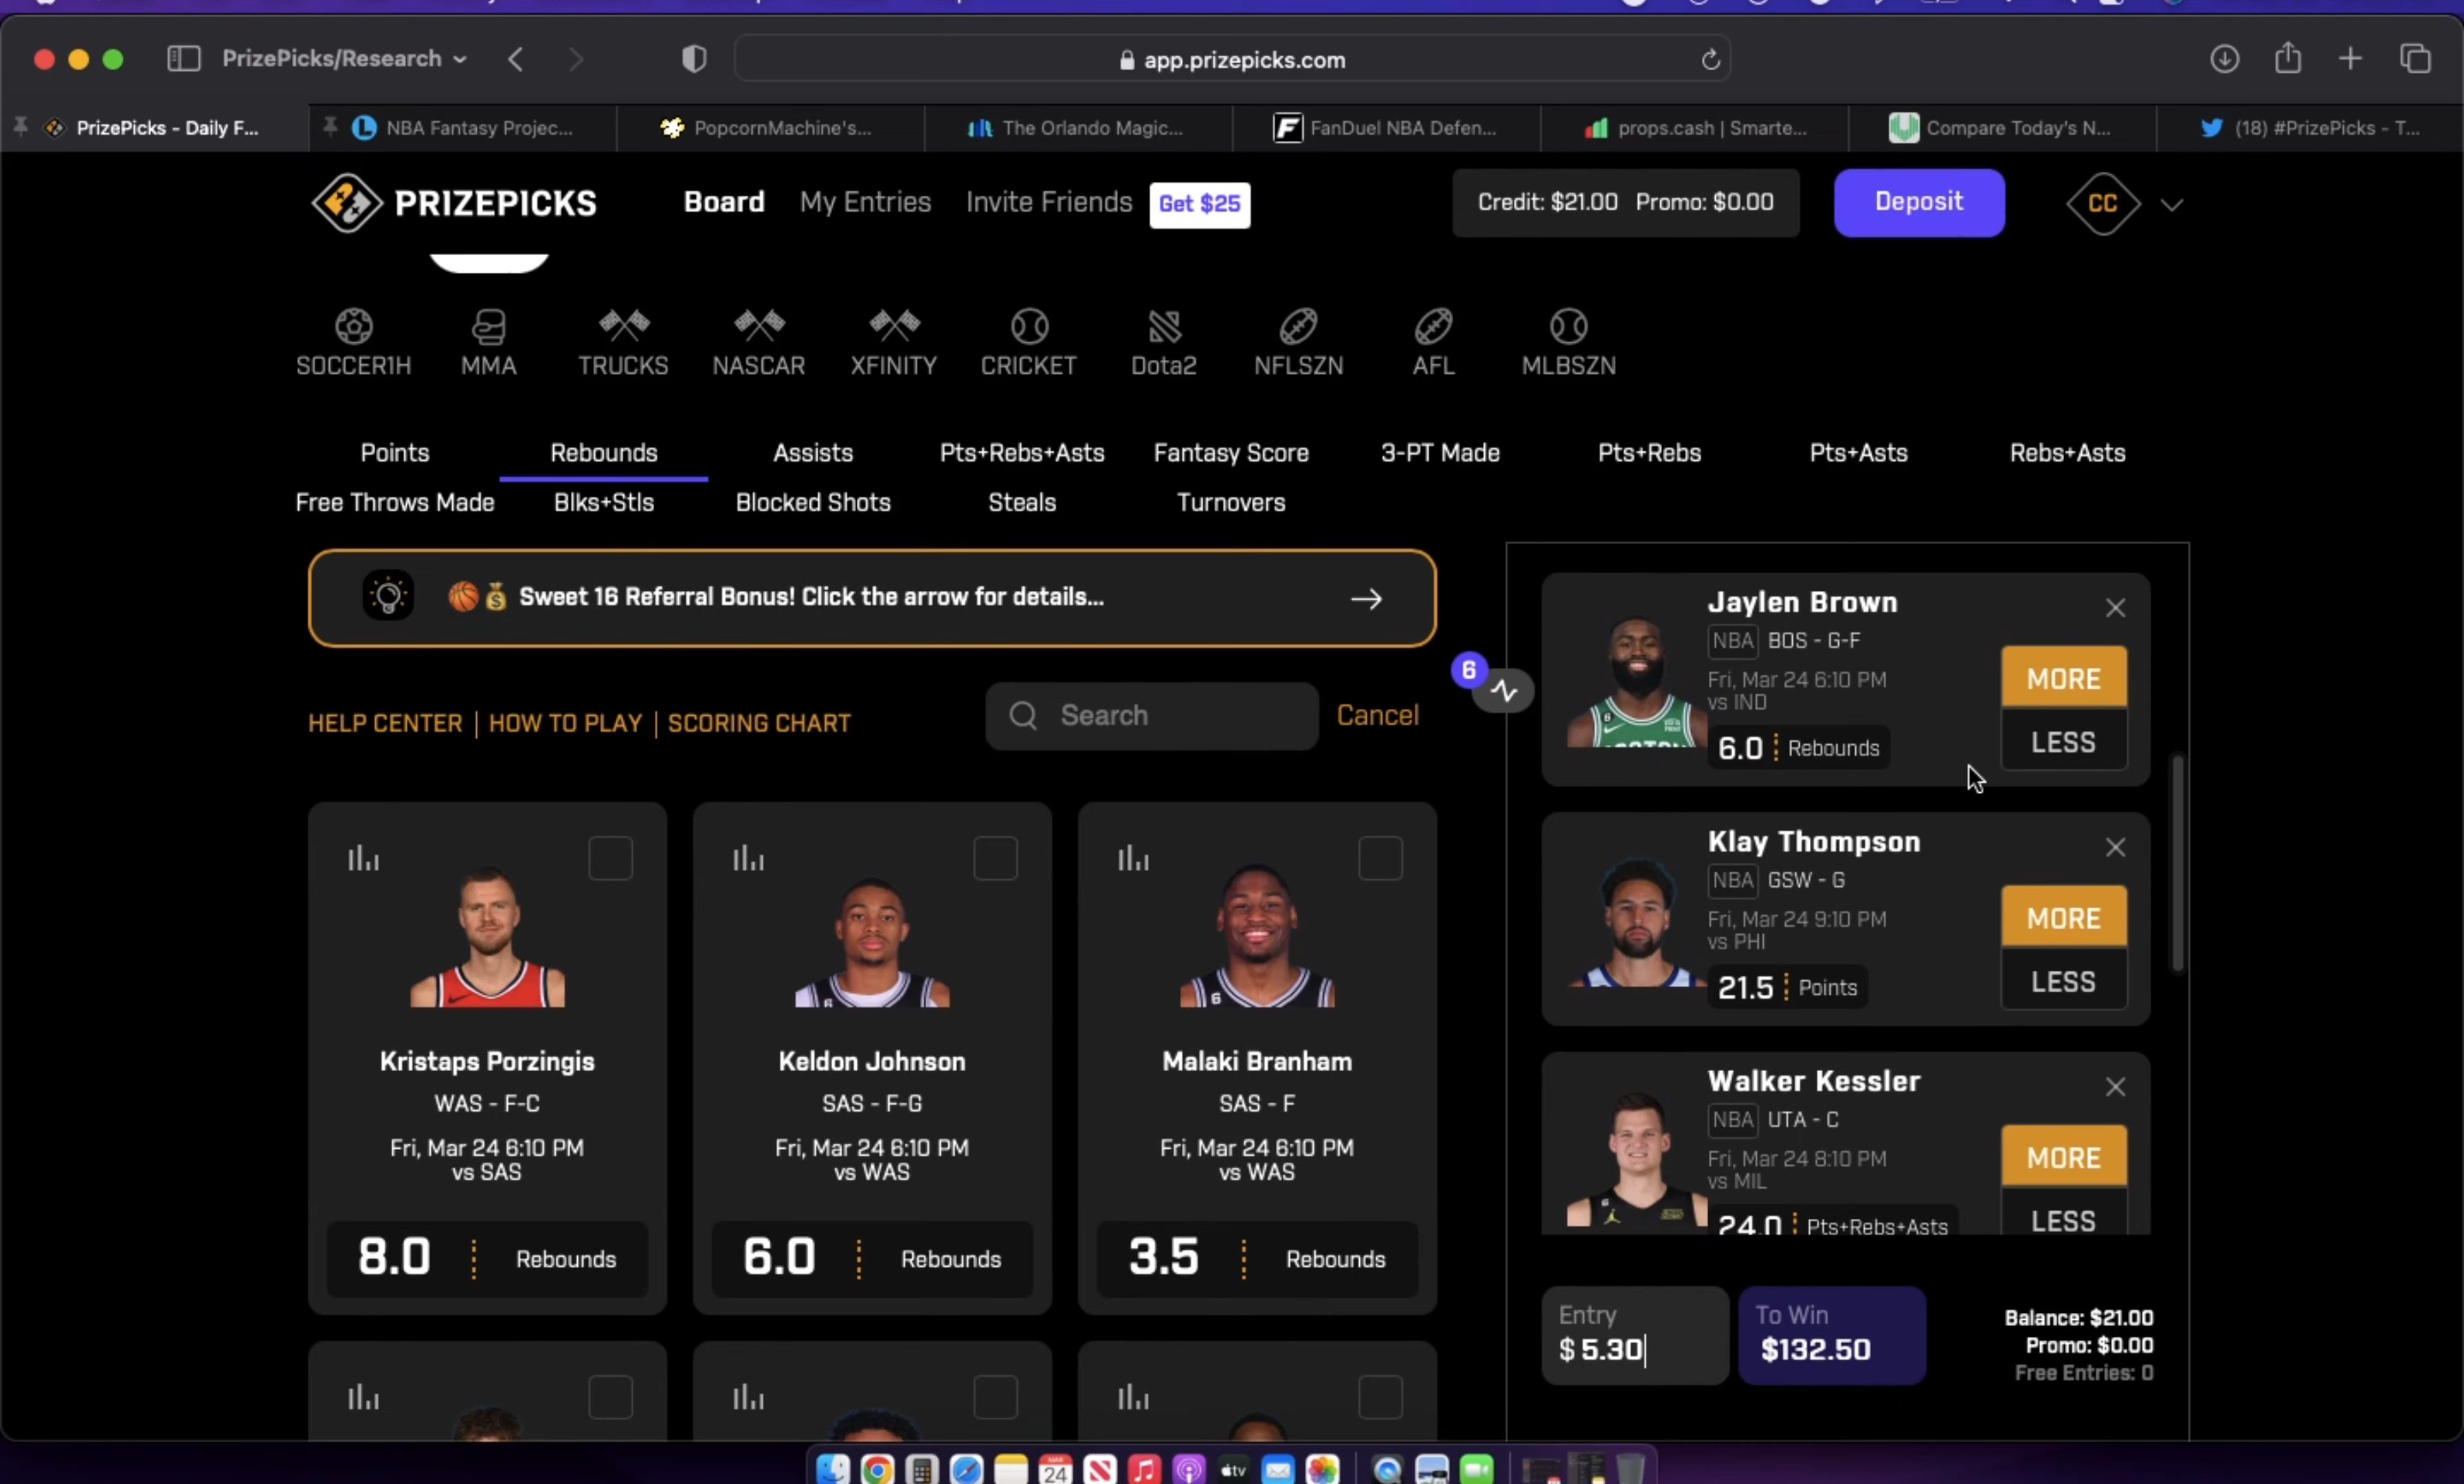 PrizePicks/Research
app.prizepicks.com
PrizePicks - Daily F...
NBA Fantasy Projec...
PopcornMachine's...
The Orlando Magic...
FanDuel NBA Defen...
props.cash | Smarte...
Compare Today's N...
(18) #PrizePicks - T...
PRIZEPICKS
Board
My Entries
Invite Friends
Get $25
Credit: $21.00 Promo: $0.00
Deposit
CC
SOCCER1H
MMA
TRUCKS
NASCAR
XFINITY
CRICKET
Dota2
NFLSZN
AFL
MLBSZN
Points
Rebounds
Assists
Pts+Rebs+Asts
Fantasy Score
3-PT Made
Pts+Rebs
Pts+Asts
Rebs+Asts
Free Throws Made
Blks+Stls
Blocked Shots
Steals
Turnovers
Sweet 16 Referral Bonus! Click the arrow for details...
HELP CENTER | HOW TO PLAY | SCORING CHART
Search
Cancel
Kristaps Porzingis
WAS - F-C
Fri, Mar 24 6:10 PM
vs SAS
8.0
Rebounds
Keldon Johnson
SAS - F-G
Fri, Mar 24 6:10 PM
vs WAS
6.0
Rebounds
Malaki Branham
SAS - F
Fri, Mar 24 6:10 PM
vs WAS
3.5
Rebounds
6
Jaylen Brown
NBA BOS - G-F
Fri, Mar 24 6:10 PM
vs IND
6.0 Rebounds
MORE
LESS
Klay Thompson
NBA GSW - G
Fri, Mar 24 9:10 PM
vs PHI
21.5 Points
MORE
LESS
Walker Kessler
NBA UTA - C
Fri, Mar 24 8:10 PM
vs MIL
24.0 Pts+Rebs+Asts
MORE
LESS
Entry
$ 5.30
To Win
$132.50
Balance: $21.00
Promo: $0.00
Free Entries: 0
24
tv